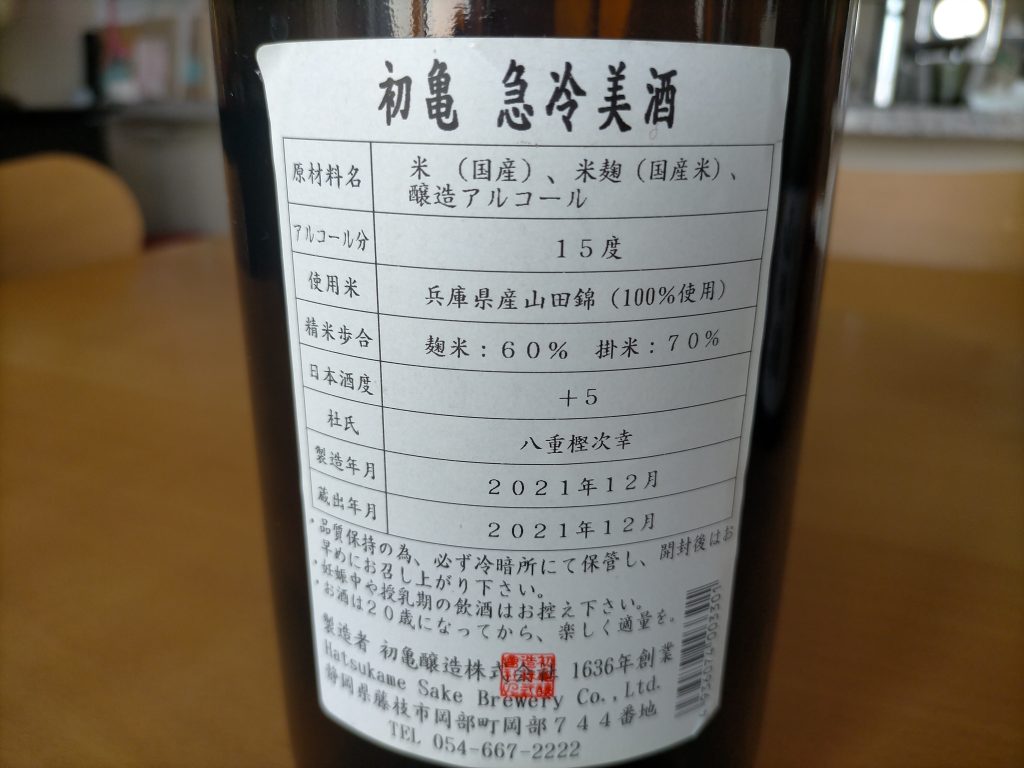 初亀 急冷美酒
原材料名 米 (国産)、米麹(国産米)、
醸造アルコール
アルコール分 15度
使用米 兵庫県産山田錦(100%使用)
精米歩合 麹米:60% 掛米:70%
日本酒度 +5
杜氏 八重樫次幸
製造年月 2021年12月
蔵出年月 2021年12月
・品質保持の為、必ず冷暗所にて保管し、開封後はお
早めにお召し上がり下さい。
・妊娠中や授乳期の飲酒はお控え下さい。
・お酒は20歳になってから、楽しく適量を。
製造者 初亀醸造株式会社 1636年創業
Hatsukame Sake Brewery Co.,Ltd.
静岡県藤枝市岡部町岡部744番地
TEL 054-667-2222